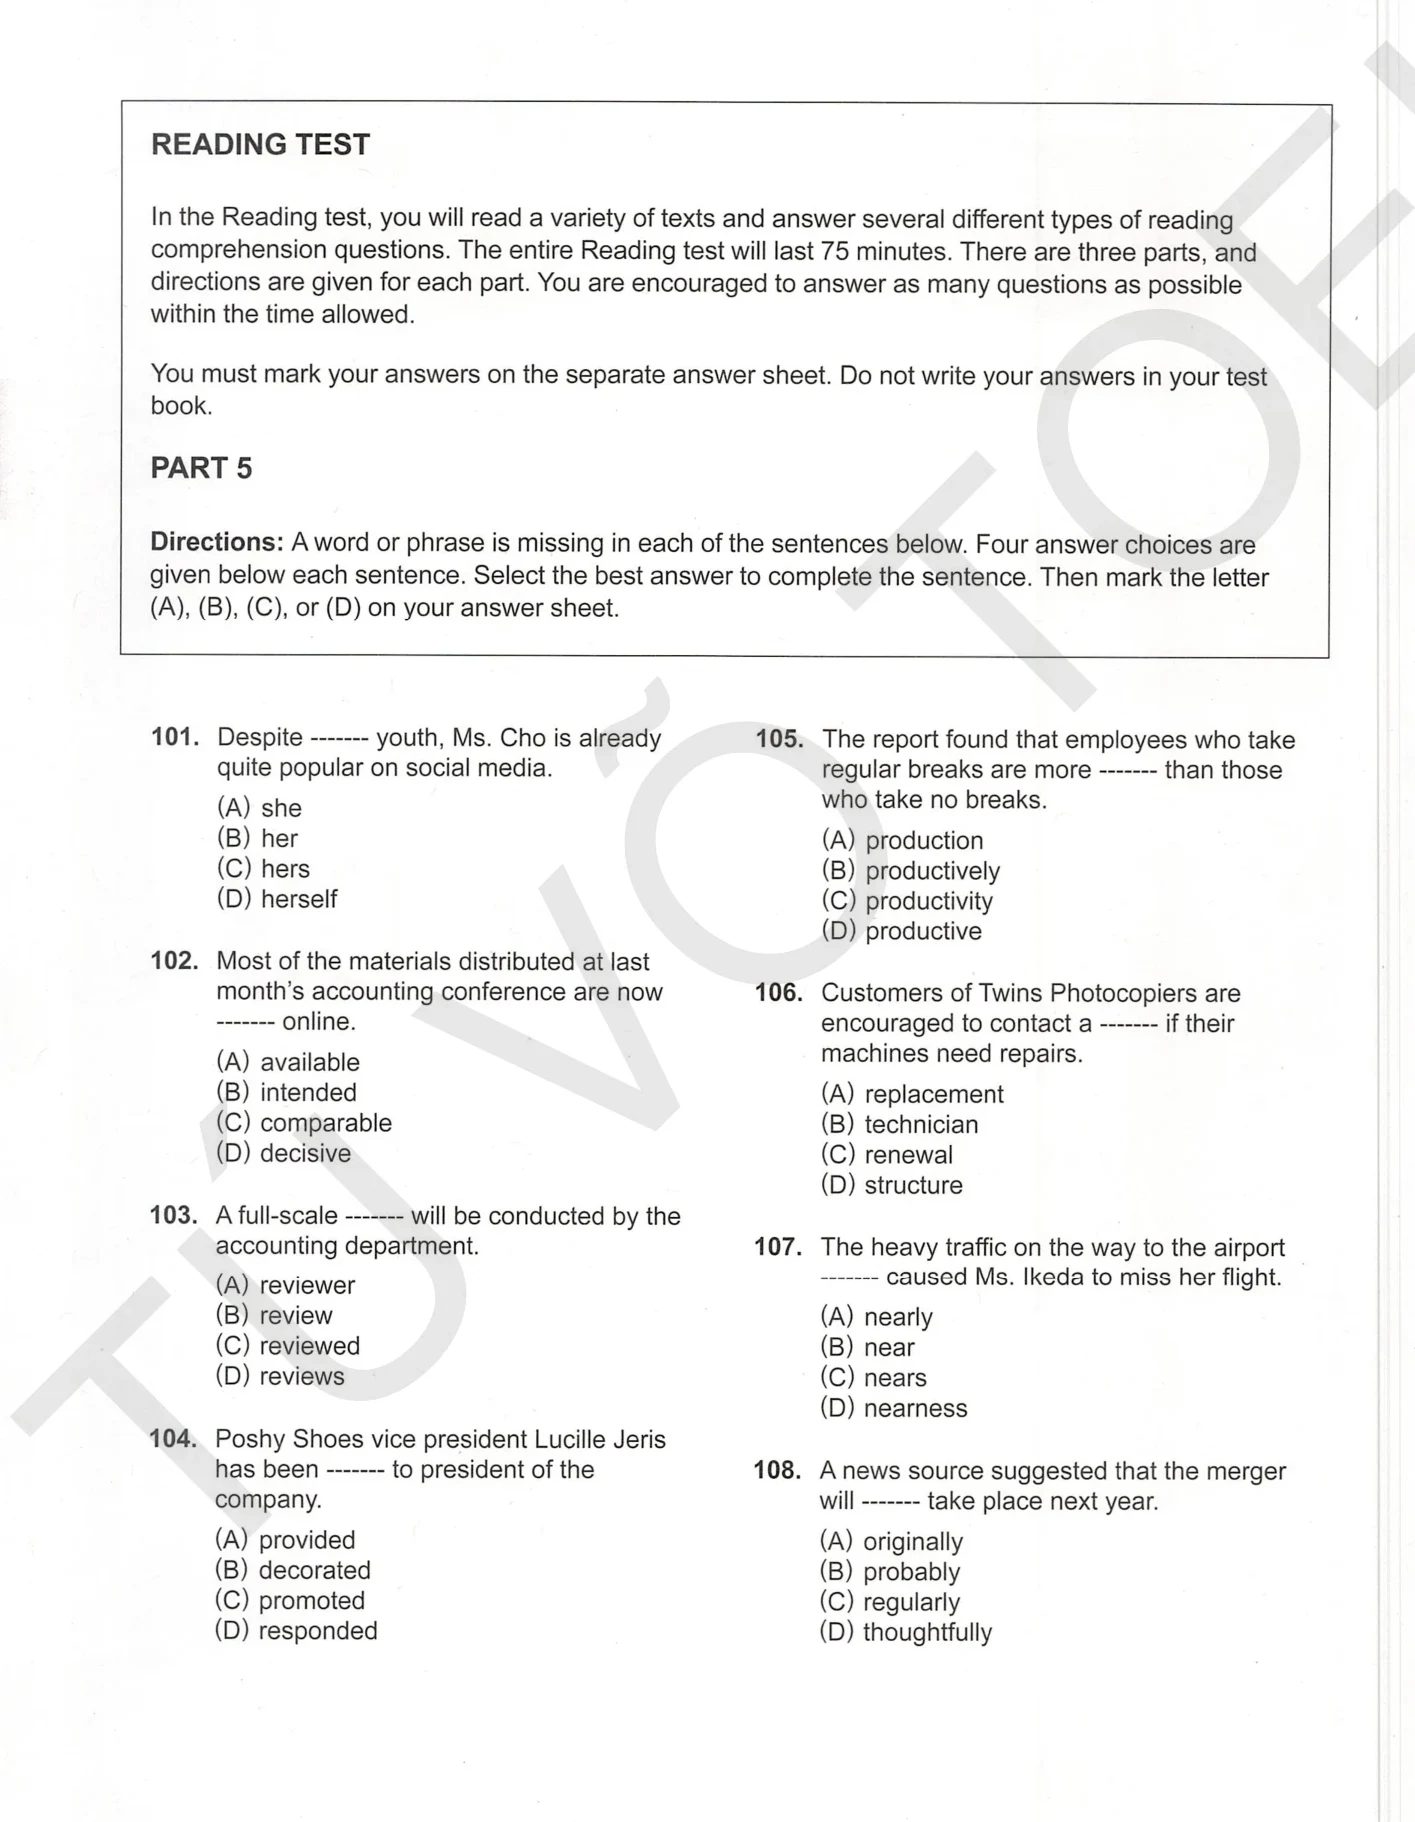 READING TEST
In the Reading test, you will read a variety of texts and answer several different types of reading
comprehension questions. The entire Reading test will last 75 minutes. There are three parts, and
directions are given for each part. You are encouraged to answer as many questions as possible
within the time allowed.
You must mark your answers on the separate answer sheet. Do not write your answers in your test
book.
PART 5
Directions: A word or phrase is missing in each of the sentences below. Four answer choices are
given below each sentence. Select the best answer to complete the sentence. Then mark the letter
(A), (B), (C), or (D) on your answer sheet.
101. Despite ------- youth, Ms. Cho is already
quite popular on social media.
(A) she
(B) her
(C) hers
(D) herself
102. Most of the materials distributed at last
month's accounting conference are now
------- online.
(A) available
(B) intended
(C) comparable
(D) decisive
103. A full-scale ------- will be conducted by the
accounting department.
(A) reviewer
(B) review
(C) reviewed
(D) reviews
104. Poshy Shoes vice president Lucille Jeris
has been ------- to president of the
company.
(A) provided
(B) decorated
(C) promoted
(D) responded
105. The report found that employees who take
regular breaks are more ------- than those
who take no breaks.
(A) production
(B) productively
(C) productivity
(D) productive
106. Customers of Twins Photocopiers are
encouraged to contact a ------- if their
machines need repairs.
(A) replacement
(B) technician
(C) renewal
(D) structure
107. The heavy traffic on the way to the airport
------- caused Ms. Ikeda to miss her flight.
(A) nearly
(B) near
(C) nears
(D) nearness
108. A news source suggested that the merger
will ------- take place next year.
(A) originally
(B) probably
(C) regularly
(D) thoughtfully
TÚ VÕ TOE